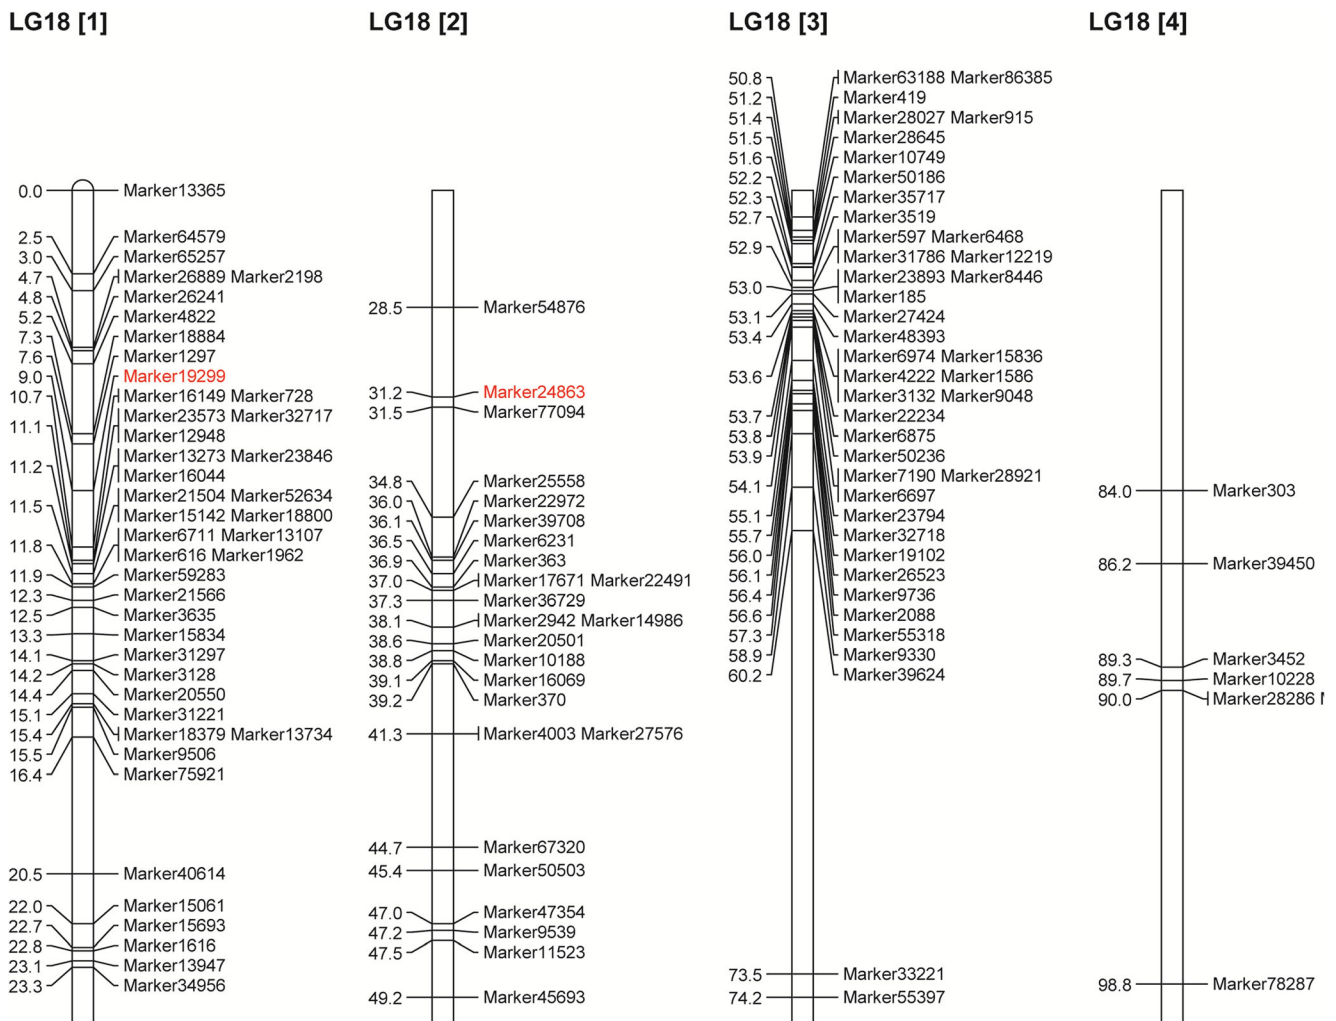 LG18 [1]
0.0 Marker13365
2.5 Marker64579
3.0 Marker65257
4.7 Marker26889 Marker2198
4.8 Marker26241
5.2 Marker4822
7.3 Marker18884
7.6 Marker1297
9.0 Marker19299
10.7 Marker16149 Marker728
11.1 Marker23573 Marker32717
Marker12948
11.2 Marker13273 Marker23846
Marker16044
11.5 Marker21504 Marker52634
Marker15142 Marker18800
11.8 Marker6711 Marker13107
Marker616 Marker1962
11.9 Marker59283
12.3 Marker21566
12.5 Marker3635
13.3 Marker15834
14.1 Marker31297
14.2 Marker3128
14.4 Marker20550
15.1 Marker31221
15.4 Marker18379 Marker13734
15.5 Marker9506
16.4 Marker75921
20.5 Marker40614
22.0 Marker15061
22.7 Marker15693
22.8 Marker1616
23.1 Marker13947
23.3 Marker34956
LG18 [2]
28.5 Marker54876
31.2 Marker24863
31.5 Marker77094
34.8 Marker25558
36.0 Marker22972
36.1 Marker39708
36.5 Marker6231
36.9 Marker363
37.0 Marker17671 Marker22491
37.3 Marker36729
38.1 Marker2942 Marker14986
38.6 Marker20501
38.8 Marker10188
39.1 Marker16069
39.2 Marker370
41.3 Marker4003 Marker27576
44.7 Marker67320
45.4 Marker50503
47.0 Marker47354
47.2 Marker9539
47.5 Marker11523
49.2 Marker45693
LG18 [3]
50.8 Marker63188 Marker86385
51.2 Marker419
51.4 Marker28027 Marker915
51.5 Marker28645
51.6 Marker10749
52.2 Marker50186
52.3 Marker35717
52.7 Marker3519
52.9 Marker597 Marker6468
Marker31786 Marker12219
53.0 Marker23893 Marker8446
Marker185
53.1 Marker27424
53.4 Marker48393
53.6 Marker6974 Marker15836
Marker4222 Marker1586
Marker3132 Marker9048
53.7 Marker22234
53.8 Marker6875
53.9 Marker50236
54.1 Marker7190 Marker28921
Marker6697
55.1 Marker23794
55.7 Marker32718
56.0 Marker19102
56.1 Marker26523
56.4 Marker9736
56.6 Marker2088
57.3 Marker55318
58.9 Marker9330
60.2 Marker39624
73.5 Marker33221
74.2 Marker55397
LG18 [4]
84.0 Marker303
86.2 Marker39450
89.3 Marker3452
89.7 Marker10228
90.0 Marker28286
98.8 Marker78287